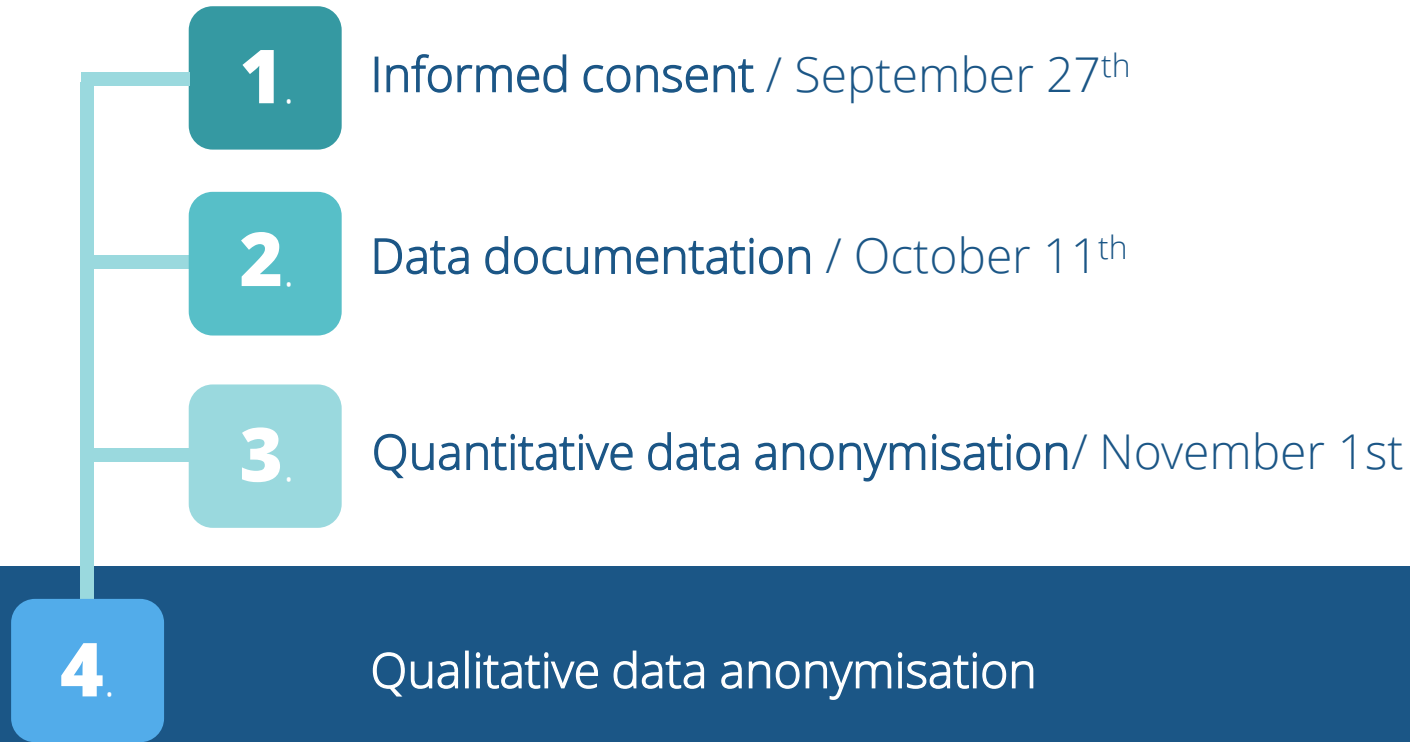 1. Informed consent / September 27th
2. Data documentation / October 11th
3. Quantitative data anonymisation/ November 1st
4. Qualitative data anonymisation